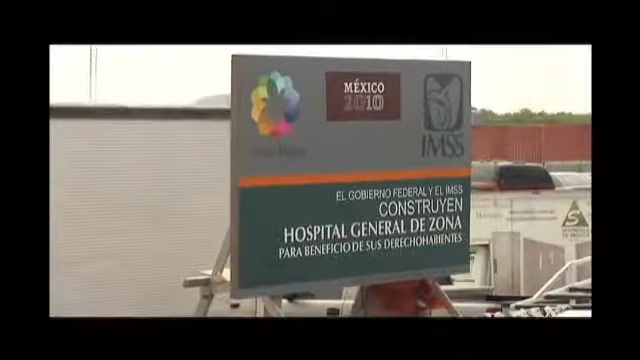 MÉXICO
2010
IMSS
EL GOBIERNO FEDERAL Y EL IMSS
CONSTRUYEN
HOSPITAL GENERAL DE ZONA
PARA BENEFICIO DE SUS DERECHOHABIENTES